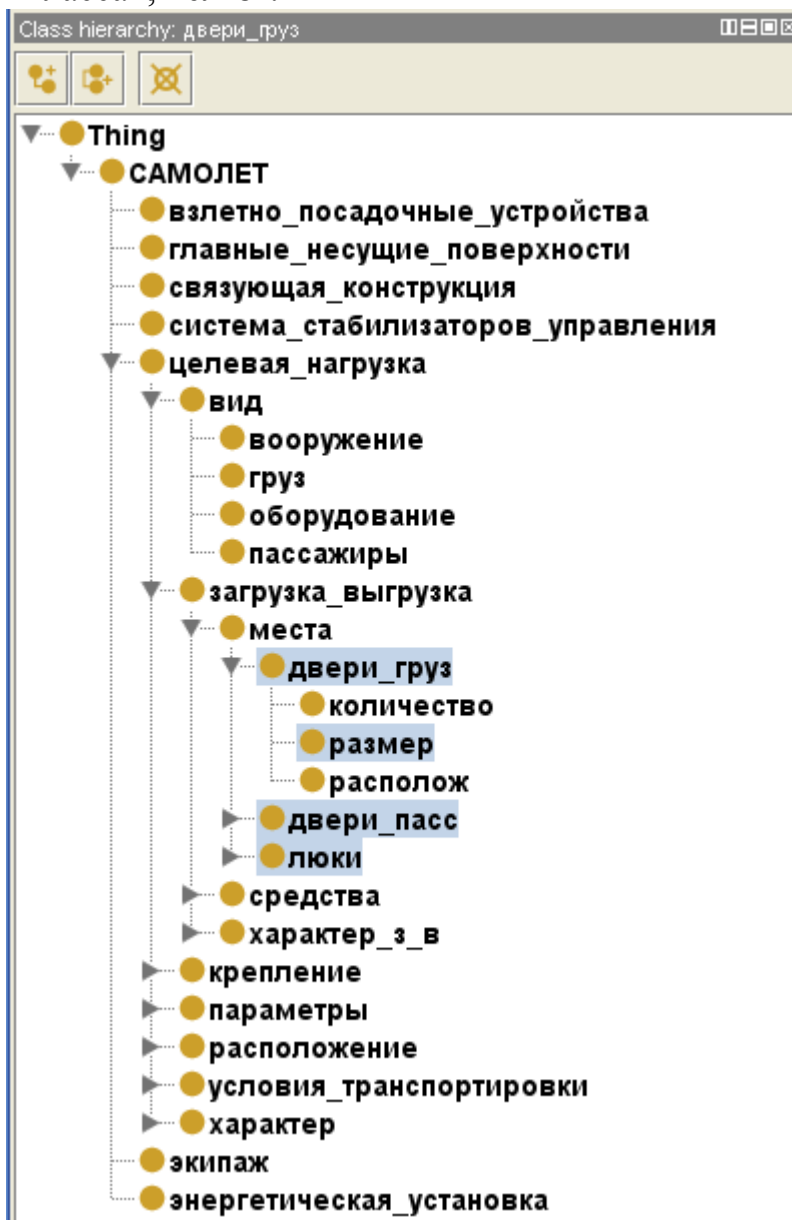 Class hierarchy: двери_груз
Thing
САМОЛЕТ
взлетно_посадочные_устройства
главные_несущие_поверхности
связующая_конструкция
система_стабилизаторов_управления
целевая_нагрузка
вид
вооружение
груз
оборудование
пассажиры
загрузка_выгрузка
места
двери_груз
количество
размер
располож
двери_пасс
люки
средства
характер_з_в
крепление
параметры
расположение
условия_транспортировки
характер
экипаж
энергетическая_установка